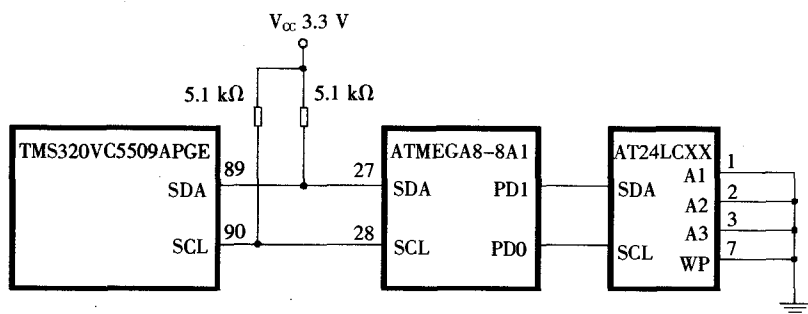 V_CC 3.3 V
5.1 kΩ 5.1 kΩ
TMS320VC5509APGE
SDA 89
SCL 90
ATMEGA8-8A1
27 SDA PD1
28 SCL PD0
AT24LCXX
SDA A1 1
A2 2
A3 3
SCL WP 7